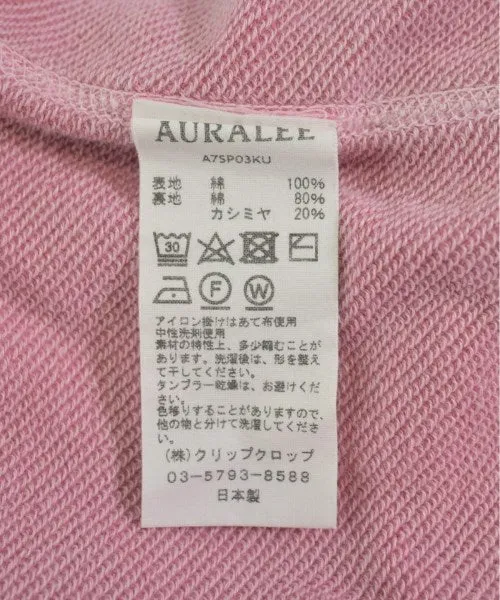 AURALEE
A7SP03KU
表地 綿 100%
裏地 綿 80%
カシミヤ 20%
30
F W
アイロン掛けはあて布使用
中性洗剤使用
素材の特性上、多少縮むことが
あります。洗濯後は、形を整え
て干してください。
タンブラー乾燥は、お避けくださ
い。
色移りすることがありますので、
他の物と分けて洗濯してください。
(株)クリップクロップ
03-5793-8588
日本製